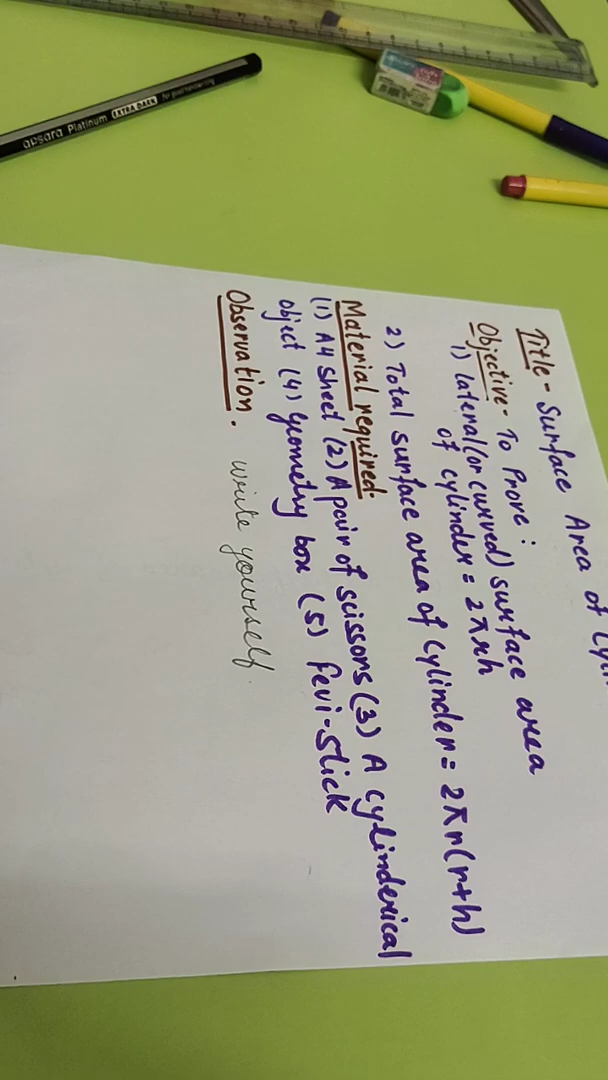 Title- Surface Area of
Objective- To Prove :
1) lateral(or curved) surface area
of cylinder = 2πrh
2) Total surface area of Cylinder = 2πr(r+h)
Material required-
(1) A4 Sheet (2) A pair of scissors (3) A cylinderical
object (4) Geometry box (5) fevi-stick
Observation. write yourself.
apsara Platinum EXTRA DARK